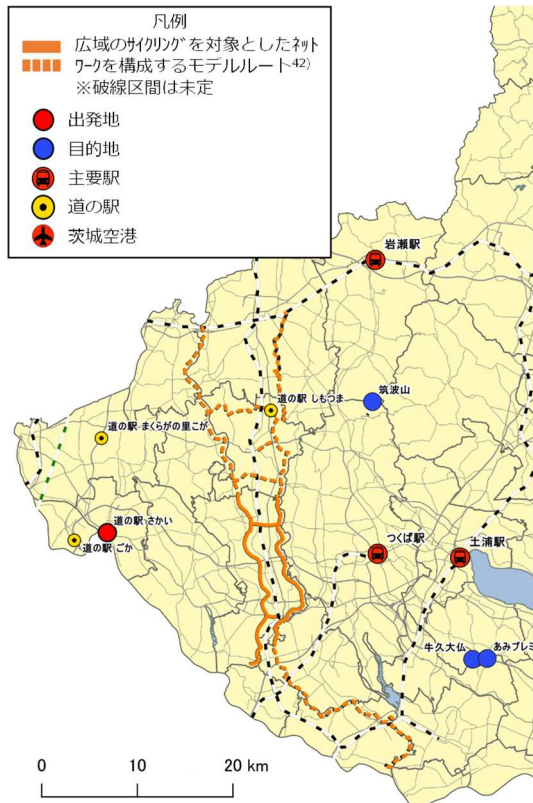 凡例
広域のサイクリングを対象としたネット
ワークを構成するモデルルート42)
※破線区間は未定
出発地
目的地
主要駅
道の駅
茨城空港
岩瀬駅
筑波山
道の駅 しもつま
道の駅 まくらがの里こが
道の駅 さかい
道の駅 ごか
つくば駅
土浦駅
牛久大仏
あみプレミ
0 10 20 km